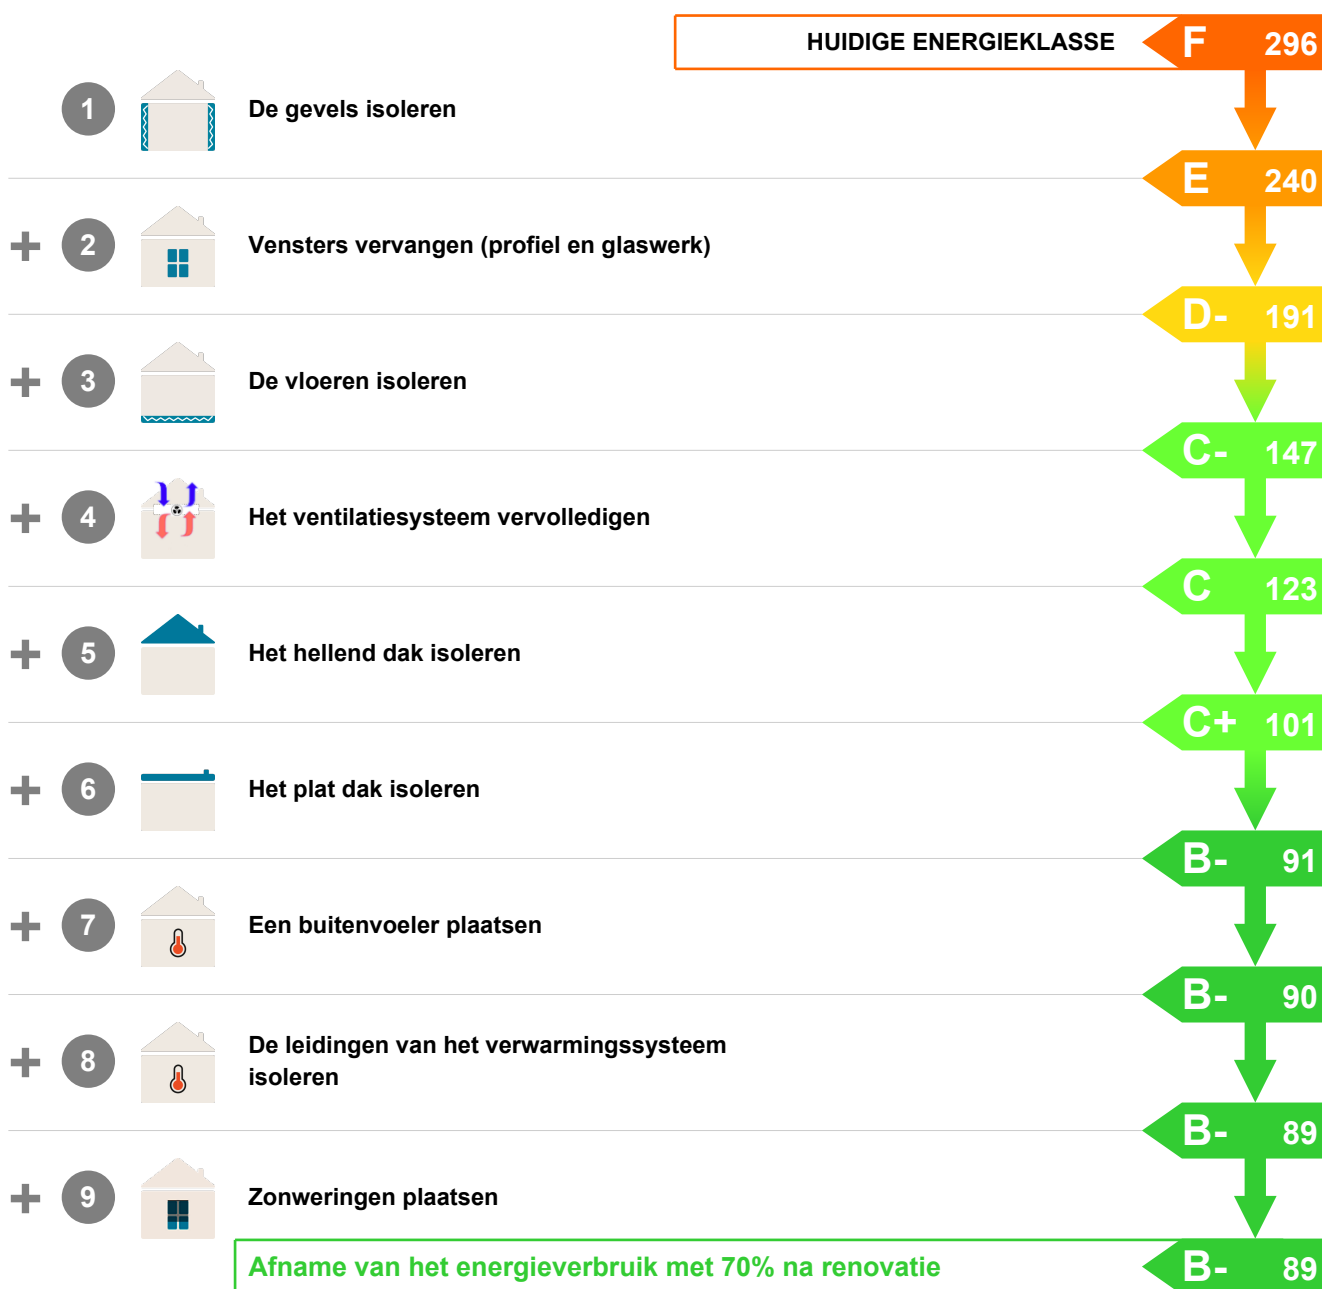 HUIDIGE ENERGIEKLASSE F 296
1 De gevels isoleren
E 240
+ 2 Vensters vervangen (profiel en glaswerk)
D- 191
+ 3 De vloeren isoleren
C- 147
+ 4 Het ventilatiesysteem vervolledigen
C 123
+ 5 Het hellend dak isoleren
C+ 101
+ 6 Het plat dak isoleren
B- 91
+ 7 Een buitenvoeler plaatsen
B- 90
+ 8 De leidingen van het verwarmingssysteem
isoleren
B- 89
+ 9 Zonweringen plaatsen
Afname van het energieverbruik met 70% na renovatie B- 89